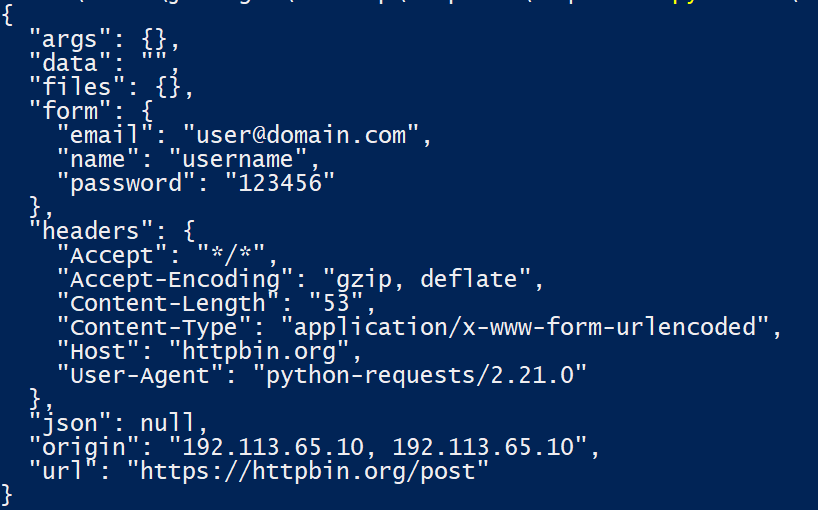 {
  "args": {},
  "data": "",
  "files": {},
  "form": {
    "email": "user@domain.com",
    "name": "username",
    "password": "123456"
  },
  "headers": {
    "Accept": "*/*",
    "Accept-Encoding": "gzip, deflate",
    "Content-Length": "53",
    "Content-Type": "application/x-www-form-urlencoded",
    "Host": "httpbin.org",
    "User-Agent": "python-requests/2.21.0"
  },
  "json": null,
  "origin": "192.113.65.10, 192.113.65.10",
  "url": "https://httpbin.org/post"
}